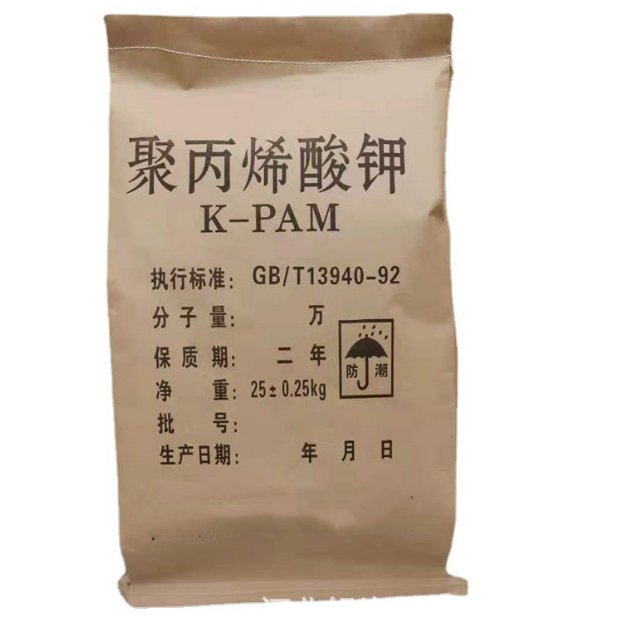 聚丙烯酸钾
K-PAM
执行标准: GB/T13940-92
分子量: 万
保质期: 二年
净重: 25±0.25kg
防潮
批号:
生产日期: 年 月 日